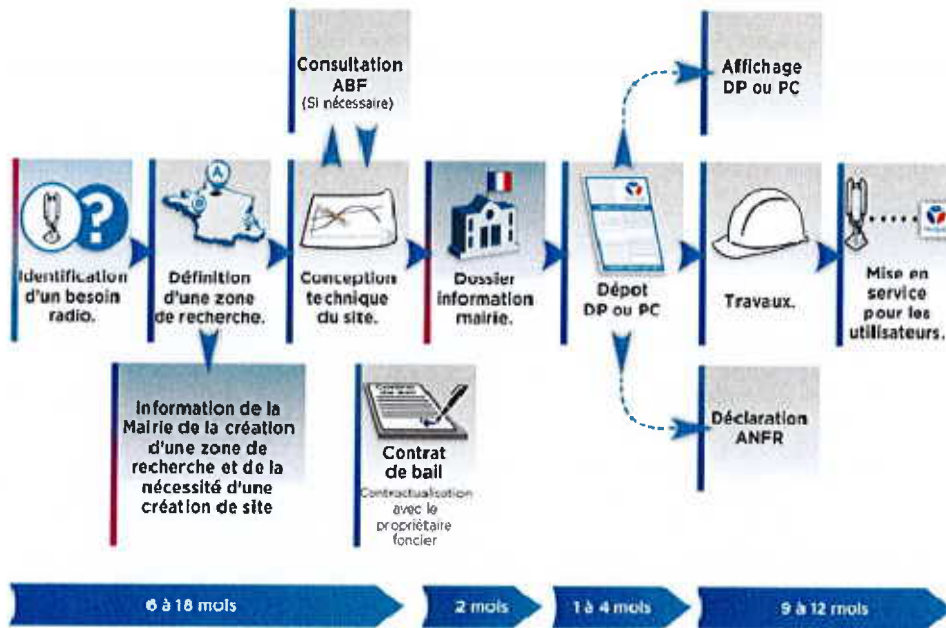 Consultation
ABF
(Si nécessaire)
Affichage
DP ou PC
A
?
Identification
d'un besoin
radio.
Définition
d'une zone
de recherche.
Conception
technique
du site.
Dossier
information
mairie.
Dépot
DP ou PC
Travaux.
Mise en
service
pour les
utilisateurs.
Information de la
Mairie de la création
d'une zone de
recherche et de la
nécessité d'une
création de site
Contrat
de bail
Contractualisation
avec le
propriétaire
foncier
Déclaration
ANFR
6 à 18 mois
2 mois
1 à 4 mois
9 à 12 mois